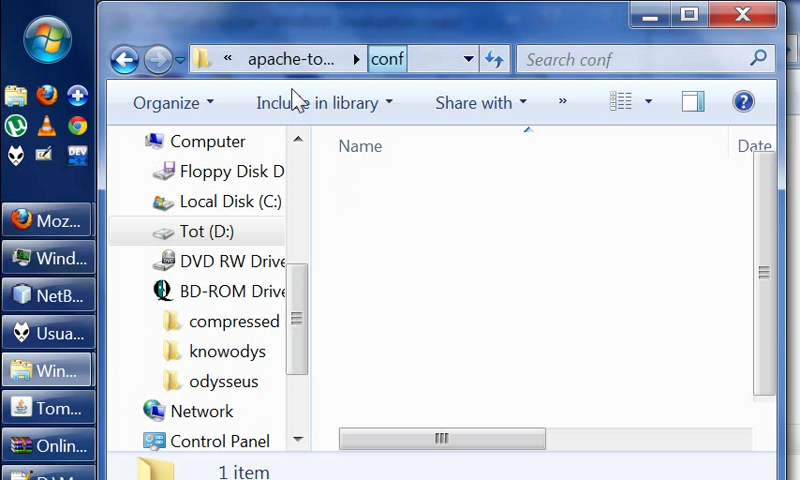 « apache-to... conf
Search conf
Organize Include in library Share with »
Name Date
Computer
Floppy Disk D
Local Disk (C:)
Tot (D:)
DVD RW Drive
BD-ROM Drive
compressed
knowodys
odysseus
Network
Control Panel
1 item
DEV
Moz...
Wind...
NetB...
Usua...
Win...
Tom...
Onlin...